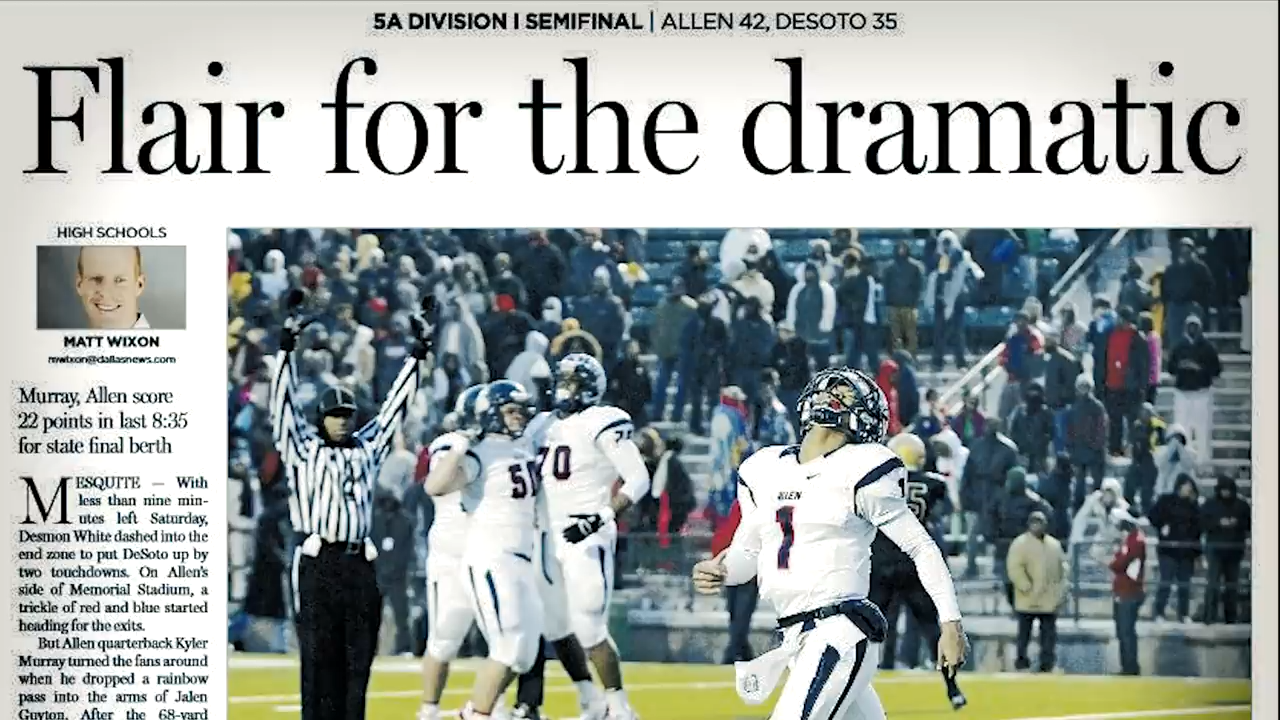 5A DIVISION I SEMIFINAL | ALLEN 42, DESOTO 35
Flair for the dramatic
HIGH SCHOOLS
MATT WIXON
mwixon@dallasnews.com
Murray, Allen score
22 points in last 8:35
for state final berth
MESQUITE — With
less than nine min-
utes left Saturday,
Desmon White dashed into the
end zone to put DeSoto up by
two touchdowns. On Allen's
side of Memorial Stadium, a
trickle of red and blue started
heading for the exits.
But Allen quarterback Kyler
Murray turned the fans around
when he dropped a rainbow
pass into the arms of Jalen
Guyton. After the 68-yard
50
70
ALLEN
1
5